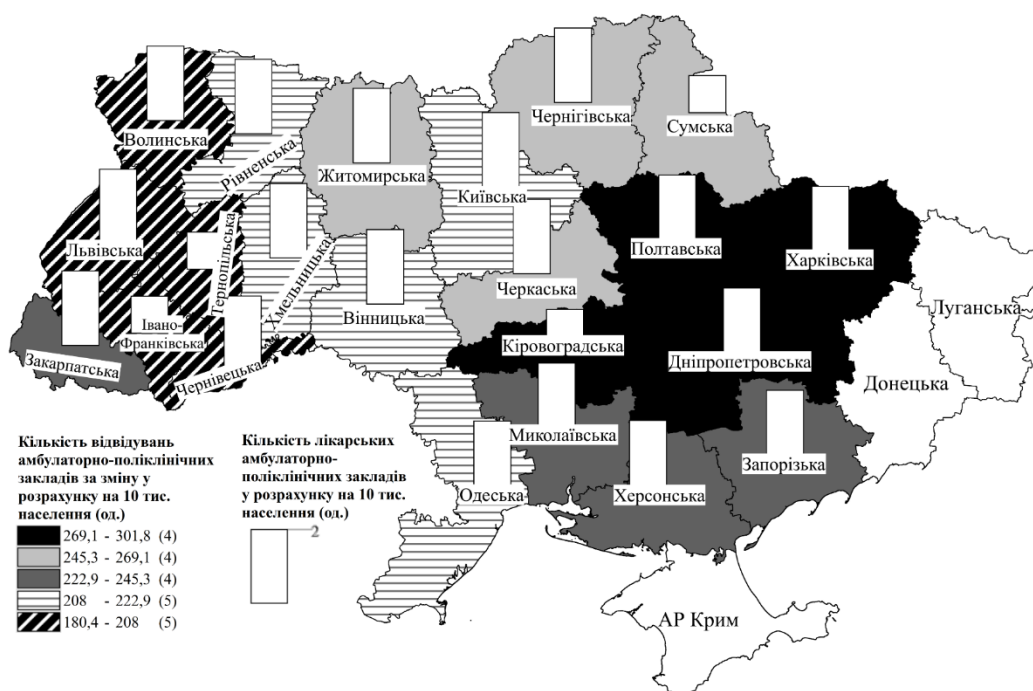 Волинська
Рівненська
Житомирська
Чернігівська
Сумська
Київська
Львівська
Тернопільська
Хмельницька
Вінницька
Черкаська
Полтавська
Харківська
Луганська
Івано-
Франківська
Закарпатська
Чернівецька
Кіровоградська
Дніпропетровська
Донецька
Миколаївська
Запорізька
Одеська
Херсонська
АР Крим
Кількість відвідувань
амбулаторно-поліклінічних
закладів за зміну у
розрахунку на 10 тис.
населення (од.)
269,1 - 301,8 (4)
245,3 - 269,1 (4)
222,9 - 245,3 (4)
208 - 222,9 (5)
180,4 - 208 (5)
Кількість лікарських
амбулаторно-
поліклінічних закладів
у розрахунку на 10 тис.
населення (од.)
2